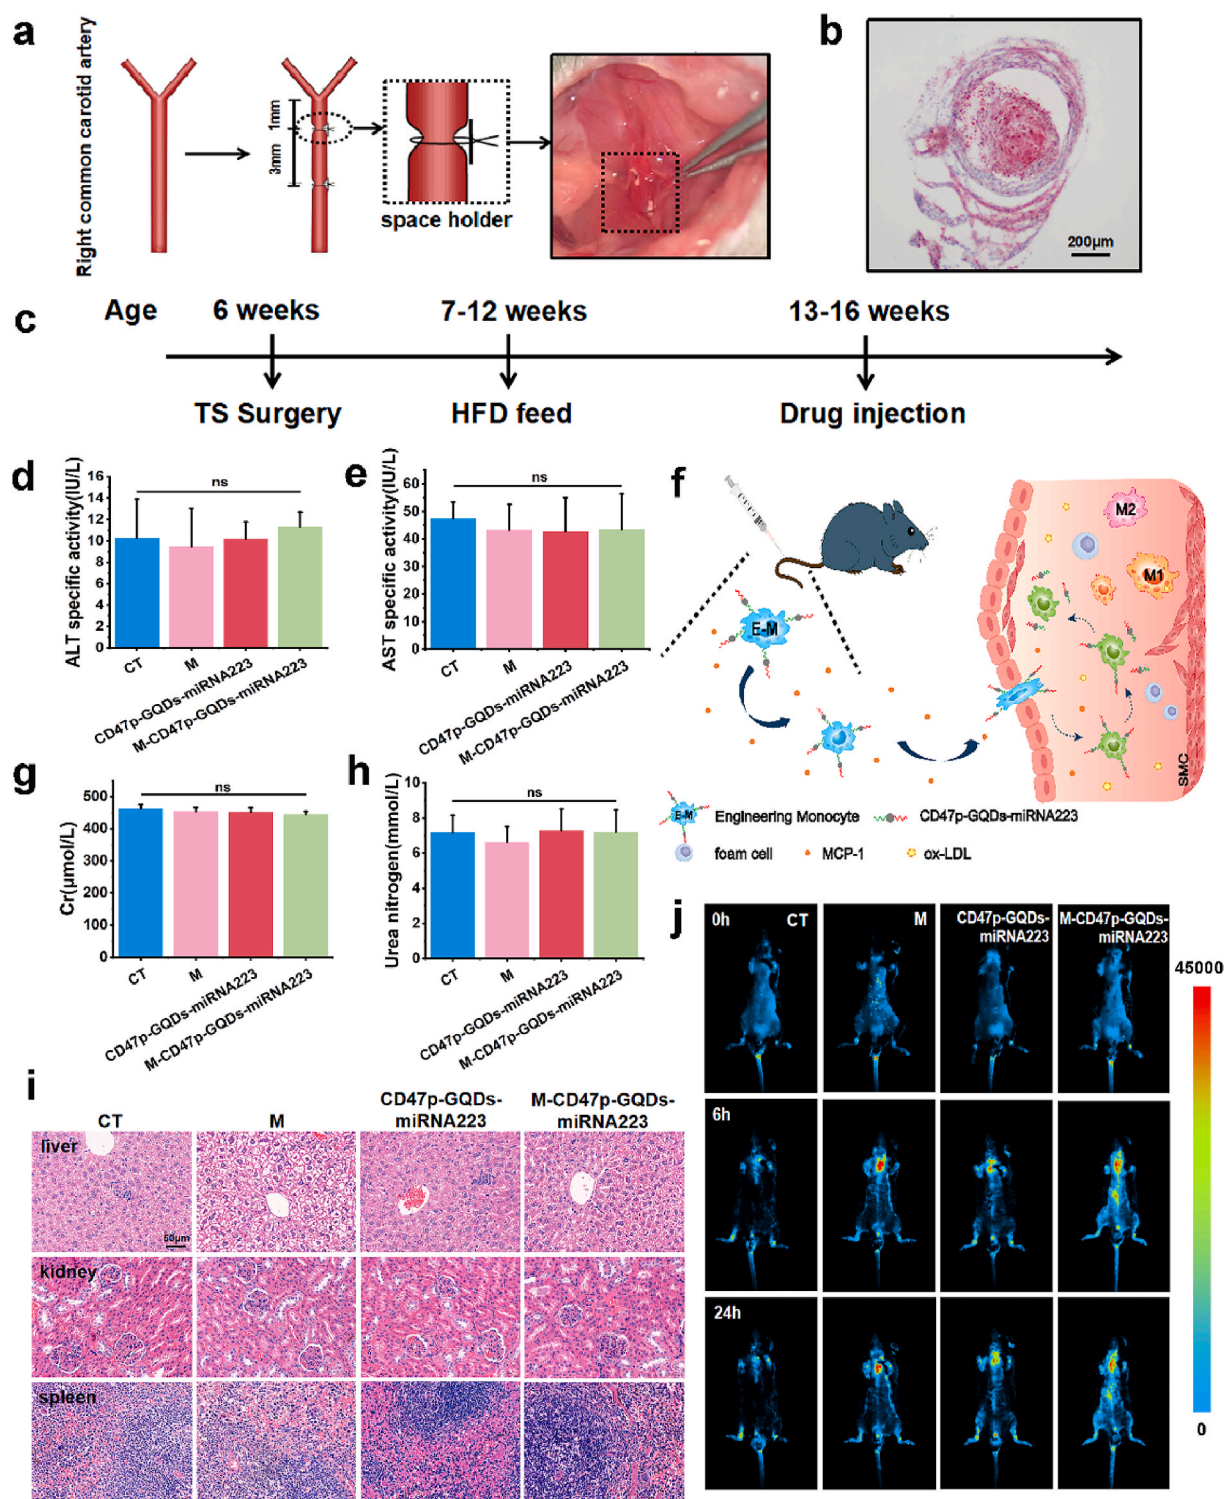 a
Right common carotid artery
1mm
3mm
space holder
b
200μm
c
Age
6 weeks
7-12 weeks
13-16 weeks
TS Surgery
HFD feed
Drug injection
d
ALT specific activity(IU/L)
16
14
12
10
8
6
4
2
0
ns
CT
M
CD47p-GQDs-miRNA223
M-CD47p-GQDs-miRNA223
e
AST specific activity(IU/L)
60
50
40
30
20
10
0
ns
CT
M
CD47p-GQDs-miRNA223
M-CD47p-GQDs-miRNA223
f
E-M
M2
M1
SMC
E-M
Engineering Monocyte
CD47p-GQDs-miRNA223
foam cell
MCP-1
ox-LDL
g
Cr(μmol/L)
500
400
300
200
100
0
ns
CT
M
CD47p-GQDs-miRNA223
M-CD47p-GQDs-miRNA223
h
Urea nitrogen(mmol/L)
10
8
6
4
2
0
ns
CT
M
CD47p-GQDs-miRNA223
M-CD47p-GQDs-miRNA223
i
CT
M
CD47p-GQDs-
miRNA223
M-CD47p-GQDs-
miRNA223
liver
50μm
kidney
spleen
j
0h
CT
M
CD47p-GQDs-
miRNA223
M-CD47p-GQDs-
miRNA223
6h
24h
45000
0